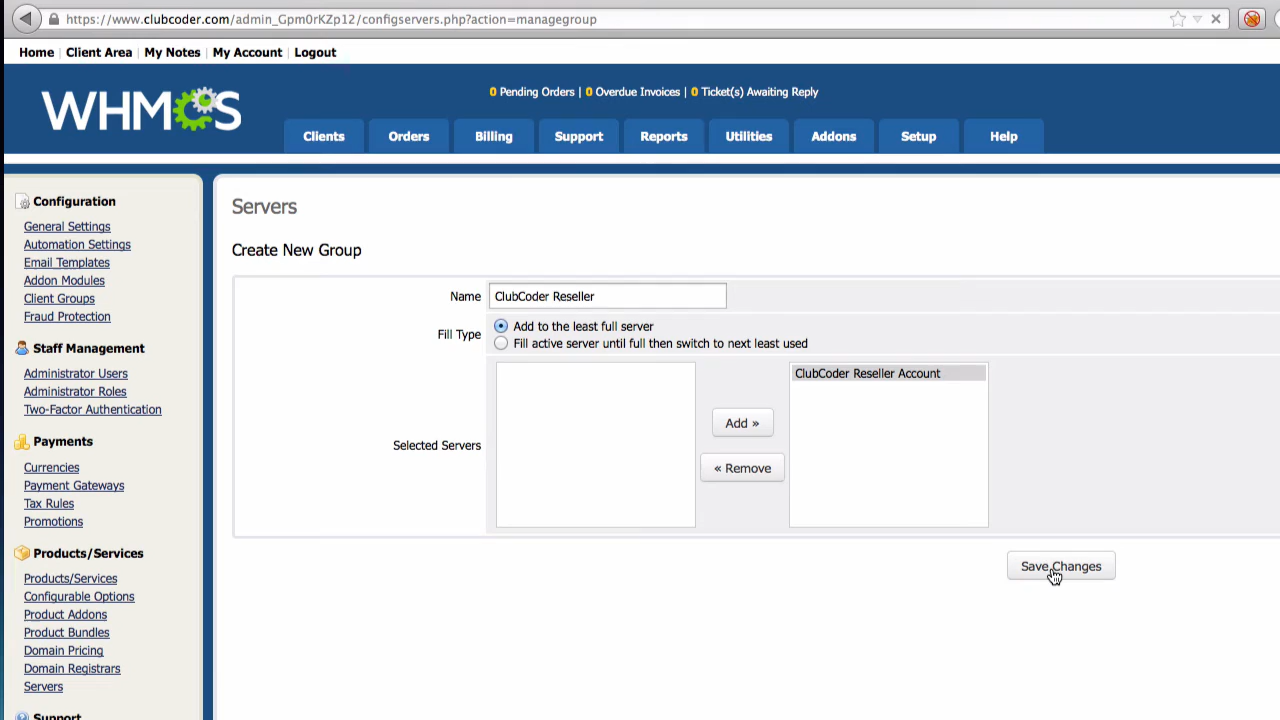 https://www.clubcoder.com/admin_Gpm0rKZp12/configservers.php?action=managegroup
Home | Client Area | My Notes | My Account | Logout
WHMCS
0 Pending Orders | 0 Overdue Invoices | 0 Ticket(s) Awaiting Reply
Clients Orders Billing Support Reports Utilities Addons Setup Help
Configuration
General Settings
Automation Settings
Email Templates
Addon Modules
Client Groups
Fraud Protection
Staff Management
Administrator Users
Administrator Roles
Two-Factor Authentication
Payments
Currencies
Payment Gateways
Tax Rules
Promotions
Products/Services
Products/Services
Configurable Options
Product Addons
Product Bundles
Domain Pricing
Domain Registrars
Servers
Support
Servers
Create New Group
Name ClubCoder Reseller
Fill Type Add to the least full server
Fill active server until full then switch to next least used
Selected Servers
ClubCoder Reseller Account
Add »
« Remove
Save Changes